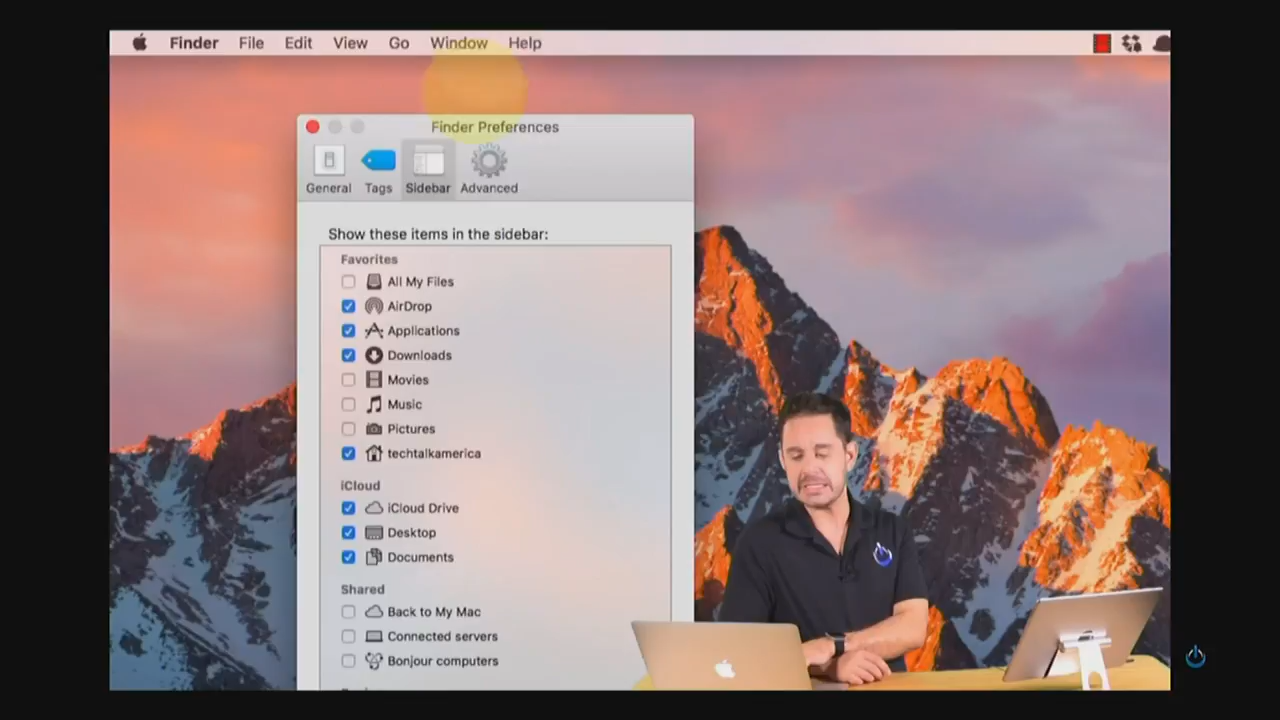 Finder File Edit View Go Window Help
Finder Preferences
General Tags Sidebar Advanced
Show these items in the sidebar:
Favorites
All My Files
AirDrop
Applications
Downloads
Movies
Music
Pictures
techtalkamerica
iCloud
iCloud Drive
Desktop
Documents
Shared
Back to My Mac
Connected servers
Bonjour computers